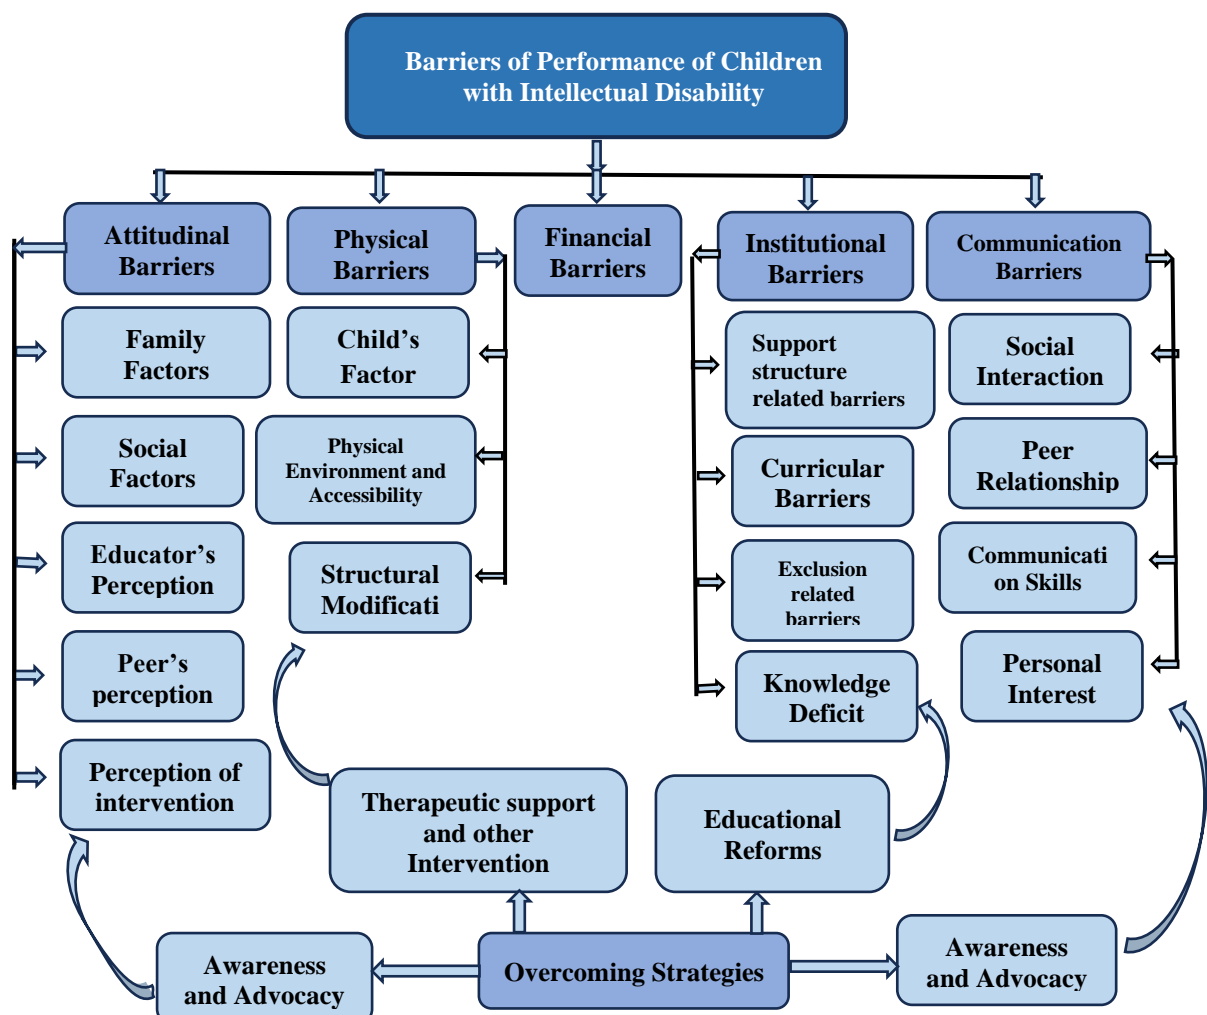 Barriers of Performance of Children
with Intellectual Disability
Attitudinal
Barriers
Physical
Barriers
Financial
Barriers
Institutional
Barriers
Communication
Barriers
Family
Factors
Social
Factors
Educator's
Perception
Peer's
perception
Perception of
intervention
Child's
Factor
Physical
Environment and
Accessibility
Structural
Modificati
Support
structure
related barriers
Curricular
Barriers
Exclusion
related
barriers
Knowledge
Deficit
Social
Interaction
Peer
Relationship
Communicati
on Skills
Personal
Interest
Therapeutic support
and other
Intervention
Educational
Reforms
Awareness
and Advocacy
Overcoming Strategies
Awareness
and Advocacy